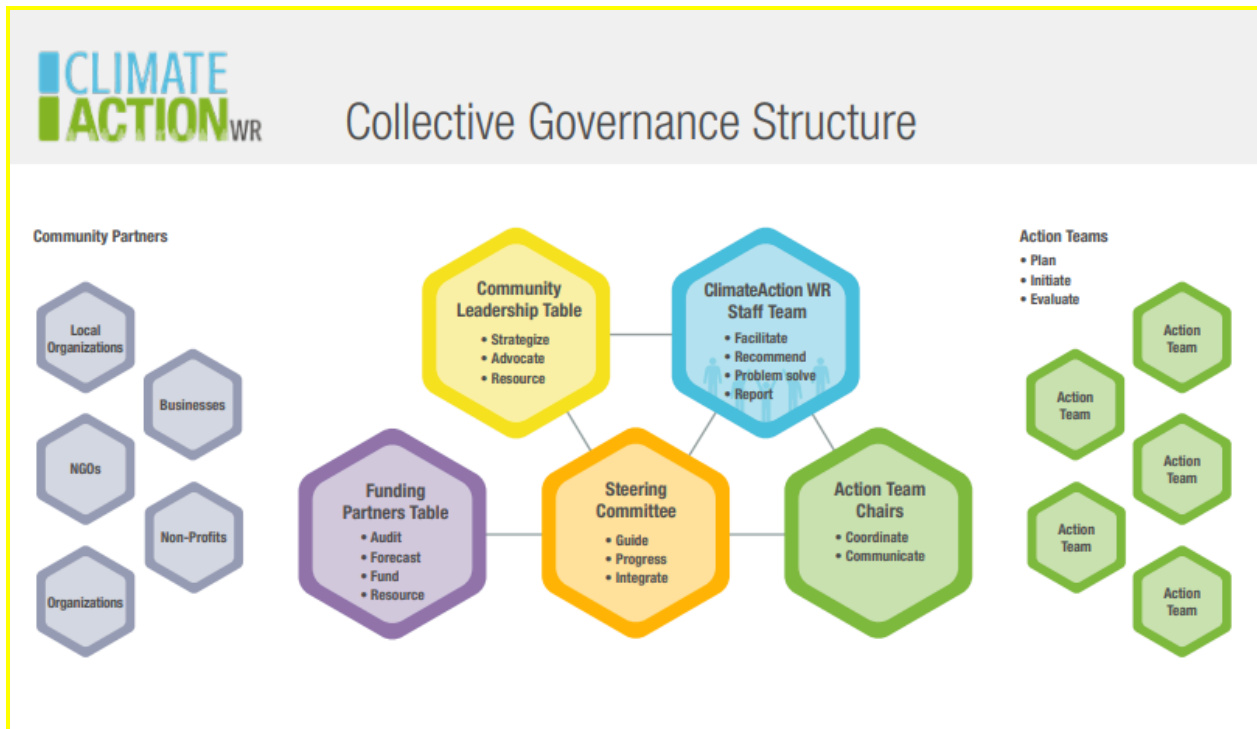 CLIMATE
ACTION WR
Collective Governance Structure
Community Partners
Local
Organizations
Businesses
NGOs
Non-Profits
Organizations
Community
Leadership Table
• Strategize
• Advocate
• Resource
ClimateAction WR
Staff Team
• Facilitate
• Recommend
• Problem solve
• Report
Funding
Partners Table
• Audit
• Forecast
• Fund
• Resource
Steering
Committee
• Guide
• Progress
• Integrate
Action Team
Chairs
• Coordinate
• Communicate
Action Teams
• Plan
• Initiate
• Evaluate
Action
Team
Action
Team
Action
Team
Action
Team
Action
Team